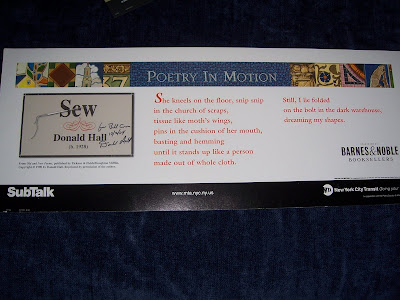 POETRY IN MOTION
Sew
Donald Hall
(b. 1928)
She kneels on the floor, snip snip
in the church of scraps,
tissue like moth's wings,
pins in the cushion of her mouth,
basting and hemming
until it stands up like a person
made out of whole cloth.
Still, I lie folded
on the bolt in the dark warehouse,
dreaming my shapes.
BARNES & NOBLE
BOOKSELLERS
SubTalk
www.mta.nyc.ny.us
New York City Transit Going your